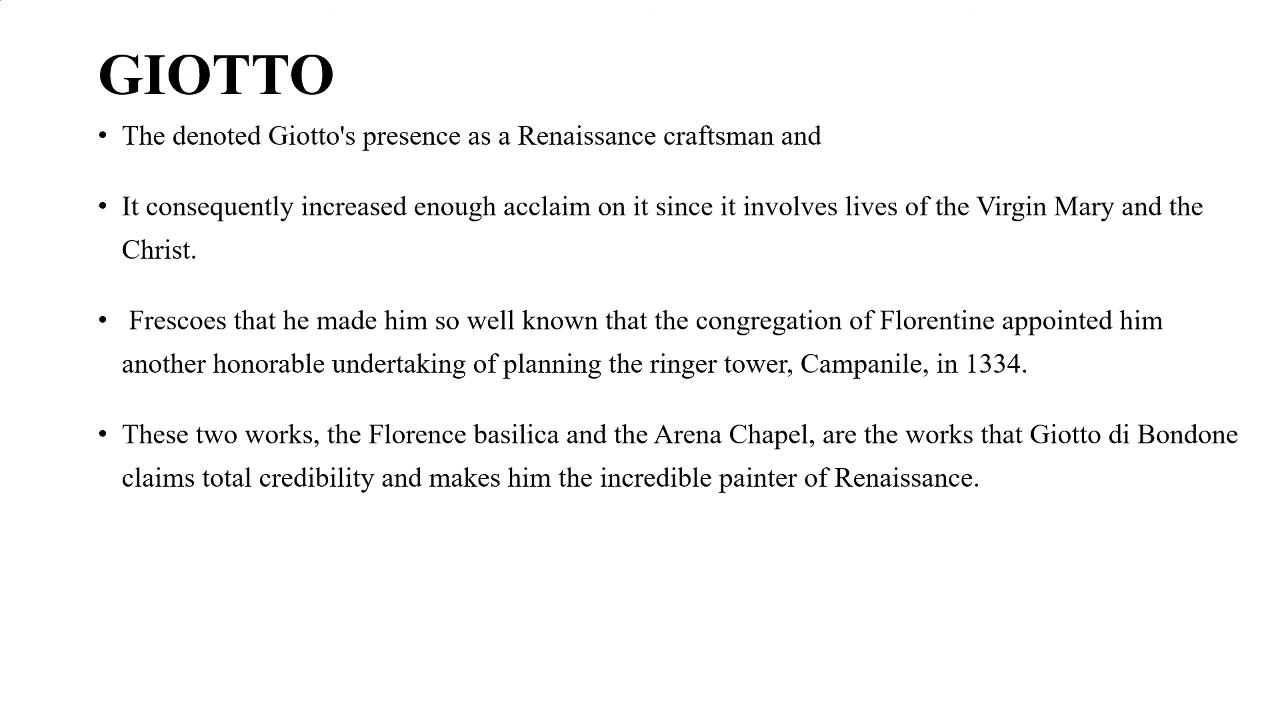 GIOTTO
• The denoted Giotto's presence as a Renaissance craftsman and
• It consequently increased enough acclaim on it since it involves lives of the Virgin Mary and the
Christ.
• Frescoes that he made him so well known that the congregation of Florentine appointed him
another honorable undertaking of planning the ringer tower, Campanile, in 1334.
• These two works, the Florence basilica and the Arena Chapel, are the works that Giotto di Bondone
claims total credibility and makes him the incredible painter of Renaissance.